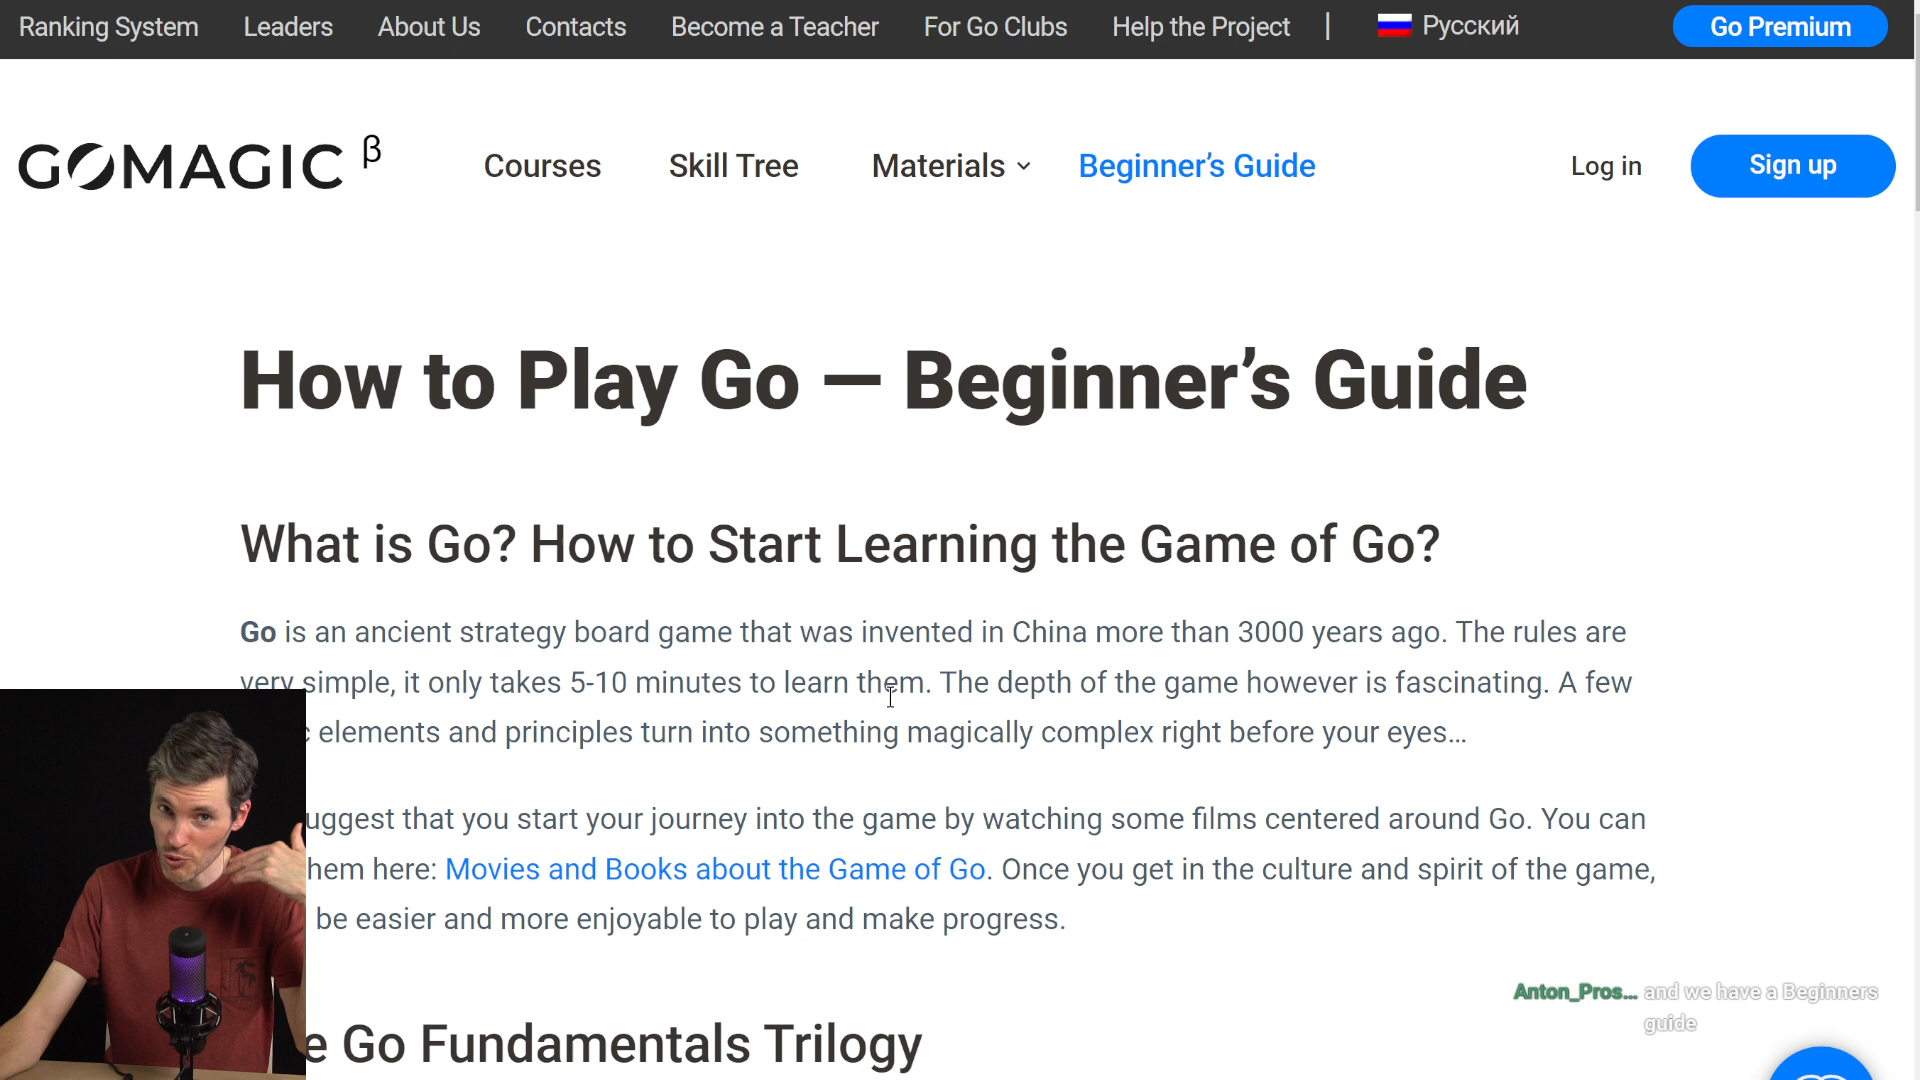 Ranking System Leaders About Us Contacts Become a Teacher For Go Clubs Help the Project | Русский Go Premium
GOMAGIC β Courses Skill Tree Materials Beginner’s Guide Log in Sign up
How to Play Go — Beginner’s Guide
What is Go? How to Start Learning the Game of Go?
Go is an ancient strategy board game that was invented in China more than 3000 years ago. The rules are
very simple, it only takes 5-10 minutes to learn them. The depth of the game however is fascinating. A few
elements and principles turn into something magically complex right before your eyes…
uggest that you start your journey into the game by watching some films centered around Go. You can
hem here: Movies and Books about the Game of Go. Once you get in the culture and spirit of the game,
be easier and more enjoyable to play and make progress.
Anton_Pros... and we have a Beginners
guide
e Go Fundamentals Trilogy